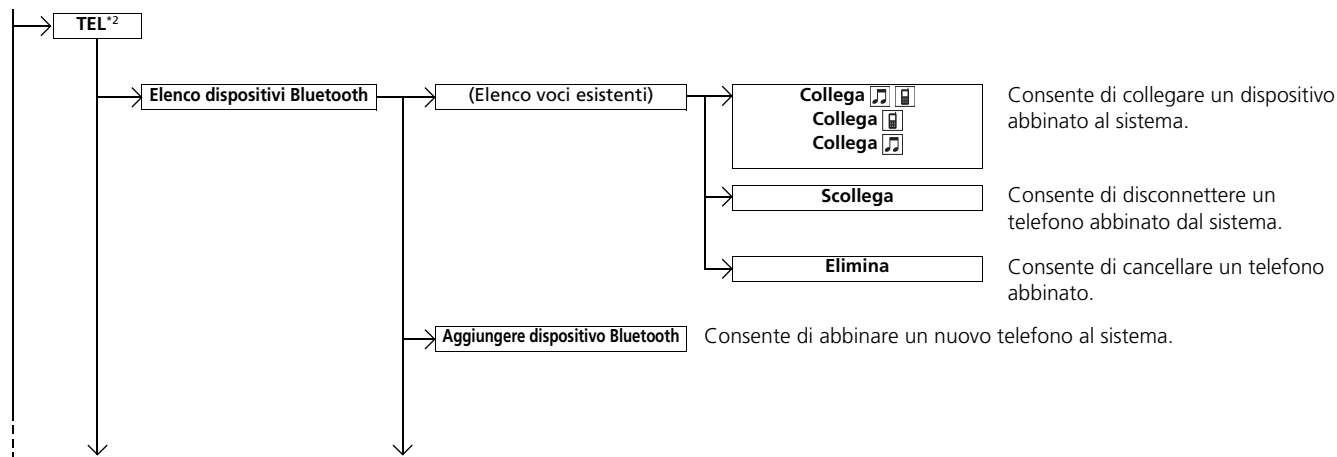 TEL*2
Elenco dispositivi Bluetooth
(Elenco voci esistenti)
Collega
Collega
Collega
Consente di collegare un dispositivo
abbinato al sistema.
Scollega
Consente di disconnettere un
telefono abbinato dal sistema.
Elimina
Consente di cancellare un telefono
abbinato.
Aggiungere dispositivo Bluetooth
Consente di abbinare un nuovo telefono al sistema.